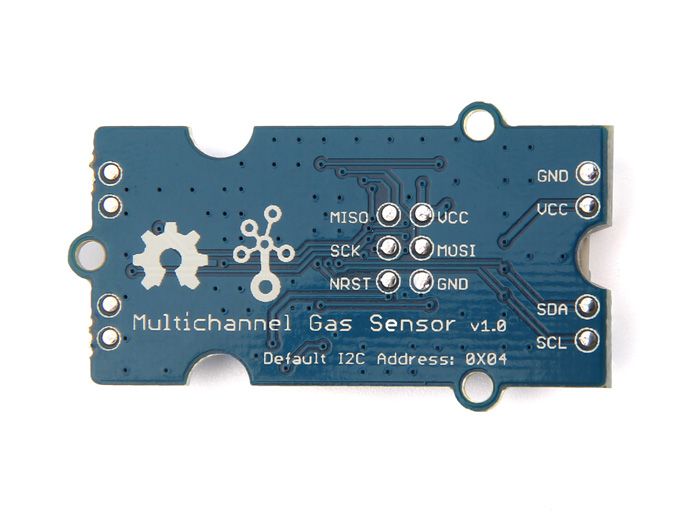 GND
VCC
MISO VCC
SCK MOSI
NRST GND
SDA
SCL
Multichannel Gas Sensor v1.0
Default I2C Address: 0X04